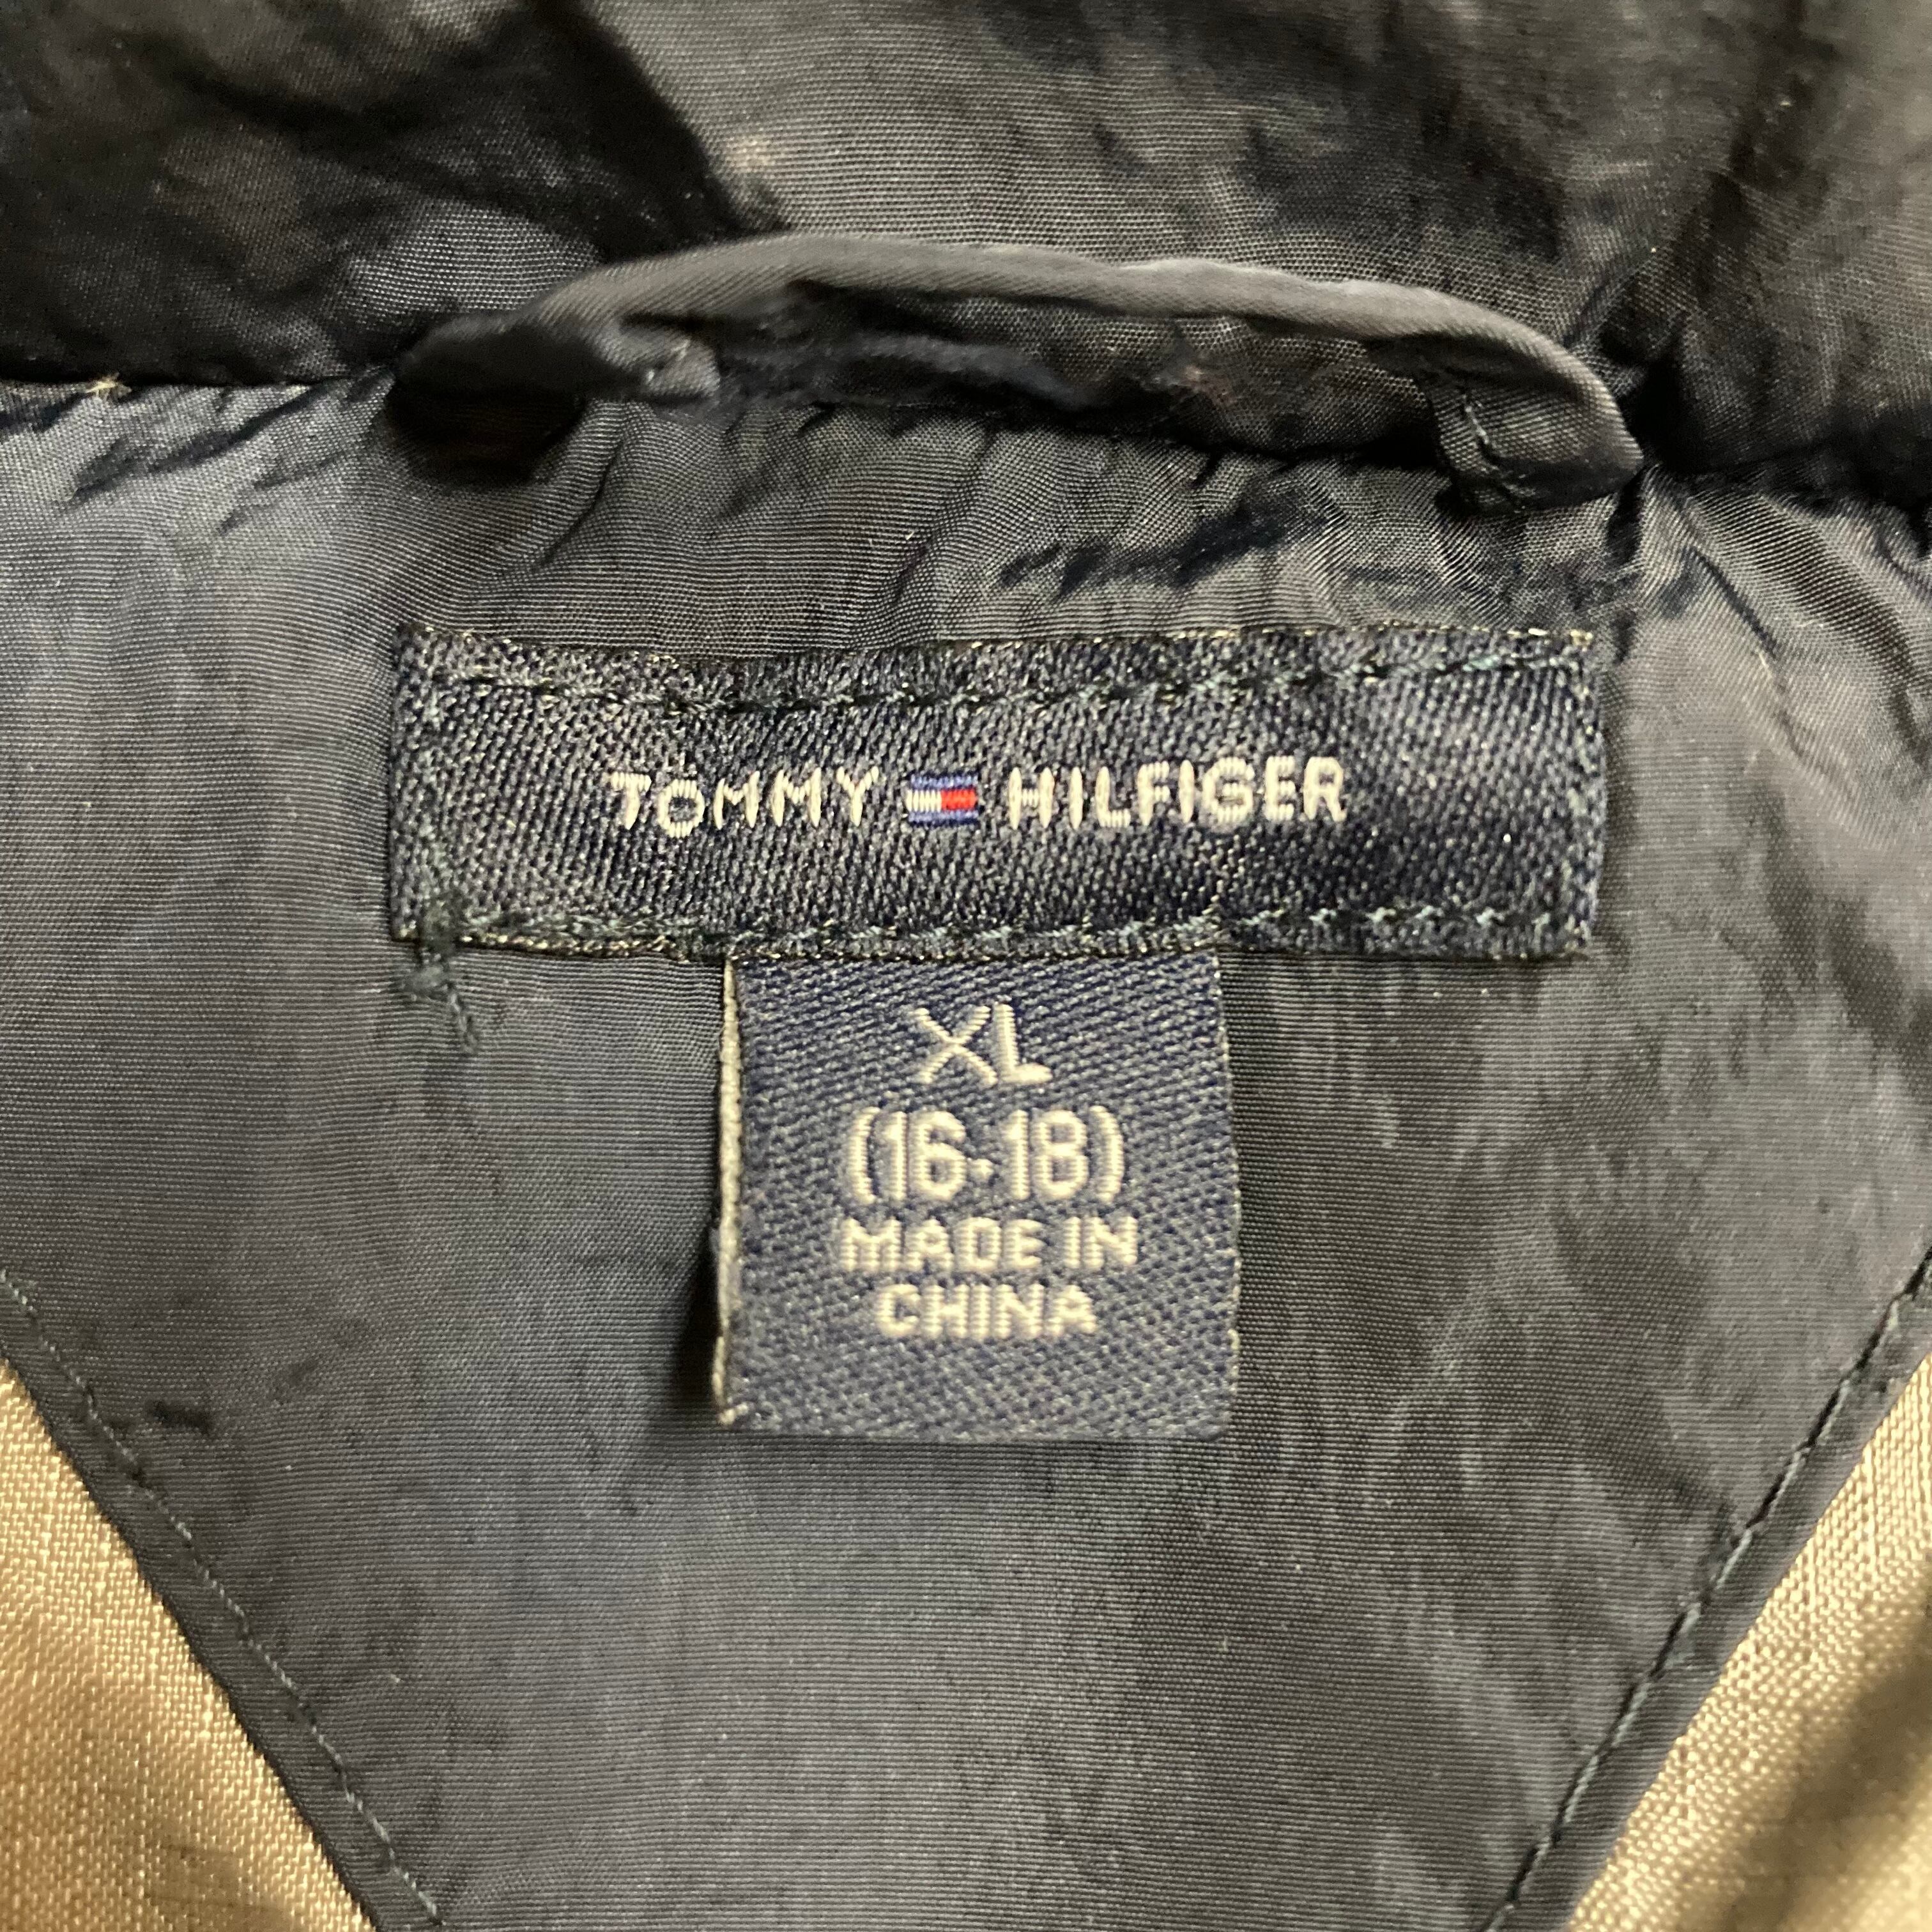 TOMMY HILFIGER
XL
(16-18)
MADE IN
CHINA